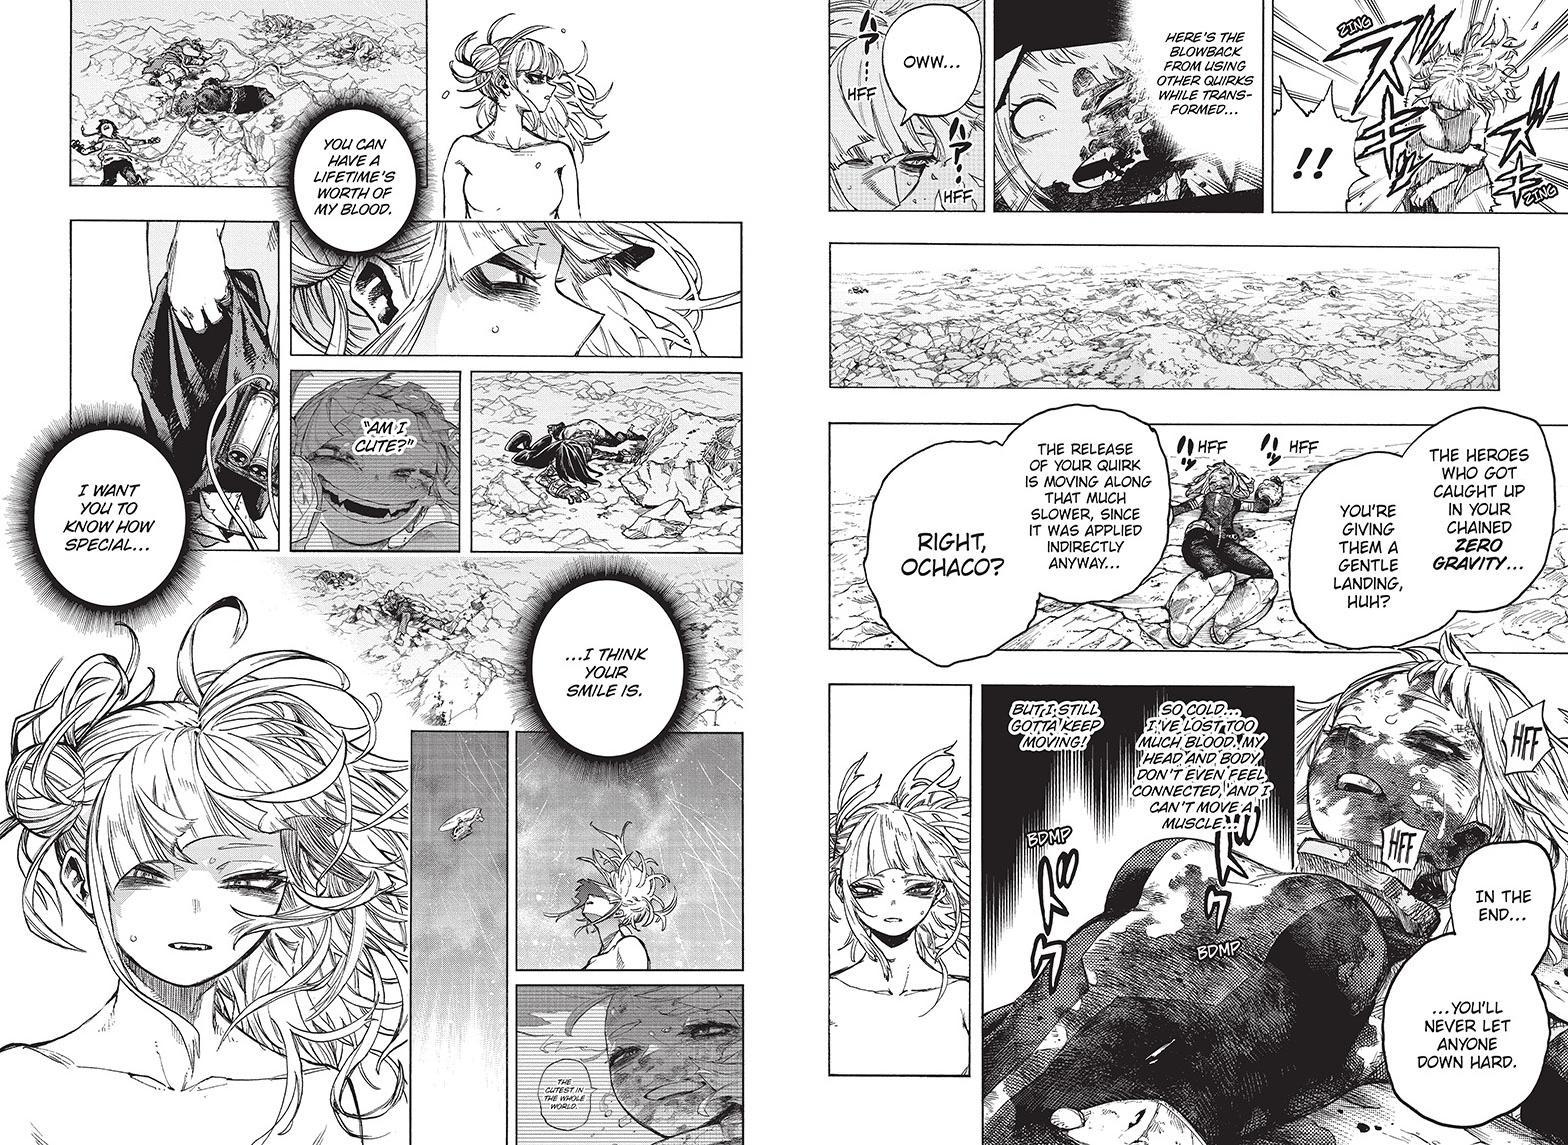 ZING
ズ
キ
!!
ズ
キ
ZING
HERE'S THE
BLOWBACK
FROM USING
OTHER QUIRKS
WHILE TRANS-
FORMED...
OWW...
ハァ...
HFF
ハァ...
HFF
THE HEROES
WHO GOT
CAUGHT UP
IN YOUR
CHAINED
ZERO
GRAVITY...
YOU'RE
GIVING
THEM A
GENTLE
LANDING,
HUH?
HFF
HFF
THE RELEASE
OF YOUR QUIRK
IS MOVING ALONG
THAT MUCH
SLOWER, SINCE
IT WAS APPLIED
INDIRECTLY
ANYWAY...
RIGHT,
OCHACO?
HFF
HFF
IN THE
END...
...YOU'LL
NEVER LET
ANYONE
DOWN HARD.
SO COLD...
I'VE LOST TOO
MUCH BLOOD. MY
HEAD AND BODY
DON'T EVEN FEEL
CONNECTED, AND I
CAN'T MOVE A
MUSCLE...
BUT I STILL
GOTTA KEEP
MOVING!
ドク
BDMP
ドク
BDMP
YOU CAN
HAVE A
LIFETIME'S
WORTH OF
MY BLOOD.
"AM I
CUTE?"
I WANT
YOU TO
KNOW HOW
SPECIAL...
...I THINK
YOUR
SMILE IS.
THE
CUTEST IN
THE WHOLE
WORLD.